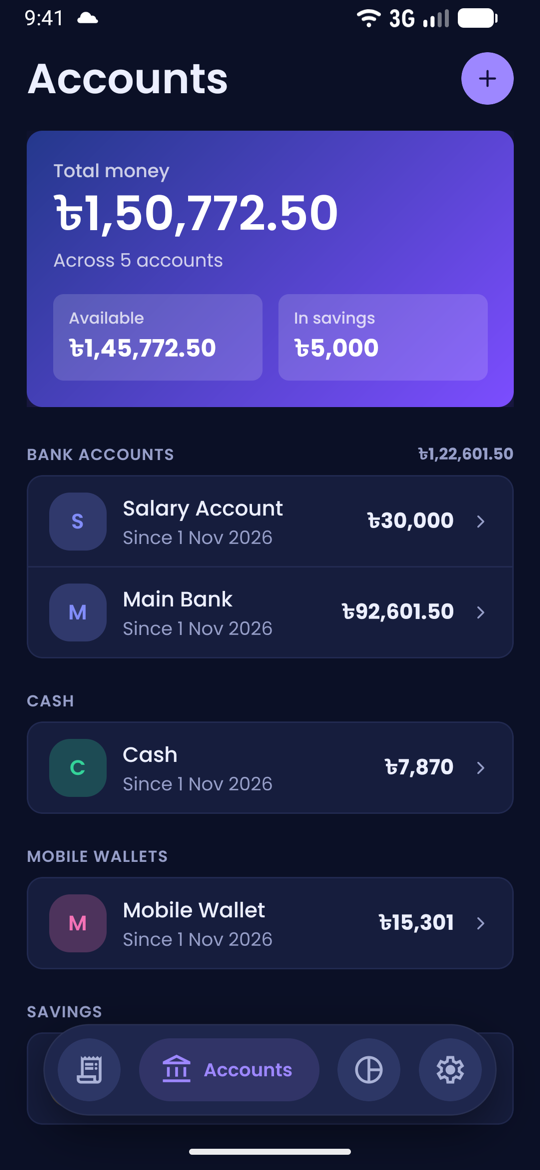 9:41
3G
Accounts
Total money
৳1,50,772.50
Across 5 accounts
Available
৳1,45,772.50
In savings
৳5,000
BANK ACCOUNTS
৳1,22,601.50
S
Salary Account
Since 1 Nov 2026
৳30,000
M
Main Bank
Since 1 Nov 2026
৳92,601.50
CASH
C
Cash
Since 1 Nov 2026
৳7,870
MOBILE WALLETS
M
Mobile Wallet
Since 1 Nov 2026
৳15,301
SAVINGS
Accounts